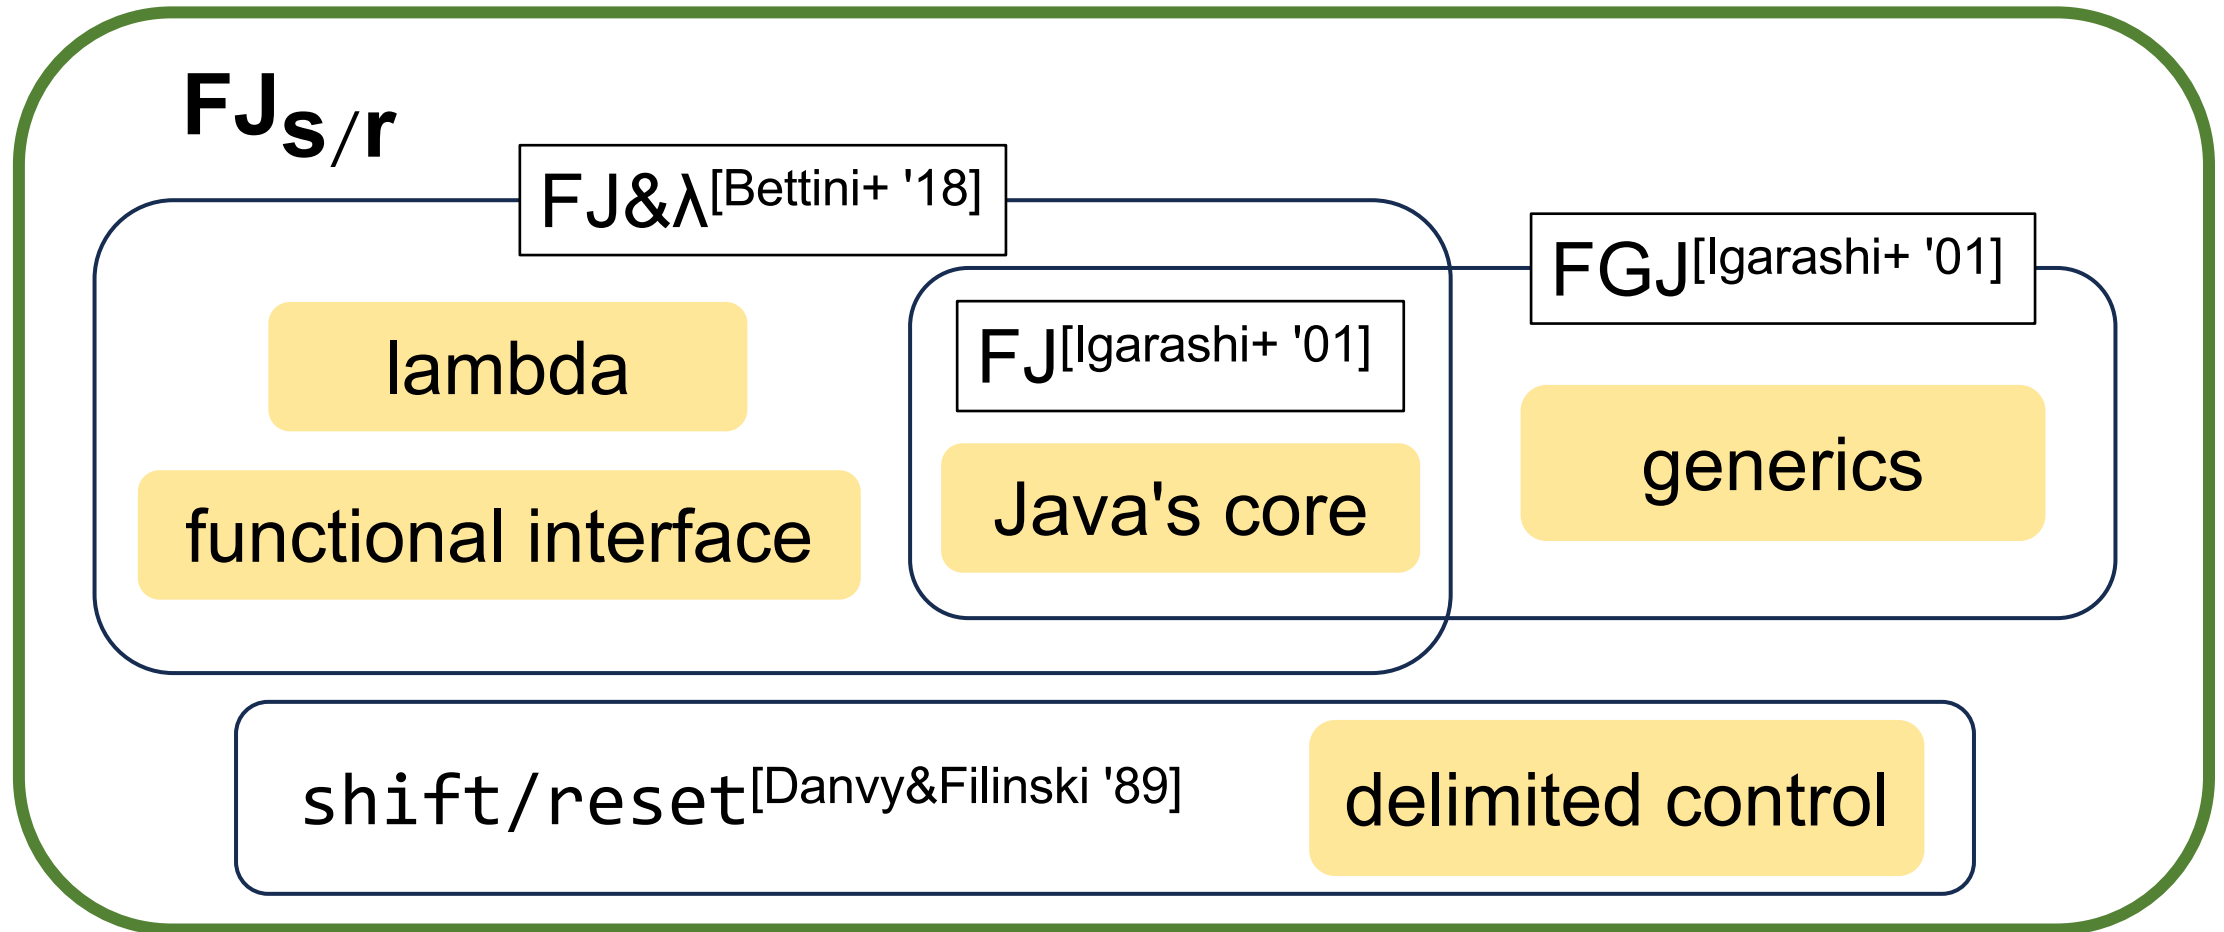 FJs/r
FJ&λ[Bettini+ '18]
FGJ[Igarashi+ '01]
lambda
FJ[Igarashi+ '01]
generics
functional interface
Java's core
shift/reset[Danvy&Filinski '89]
delimited control